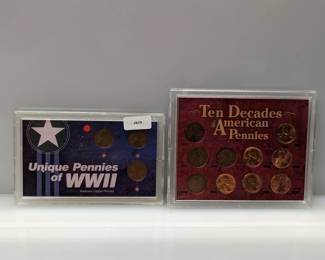 Unique Pennies
of WWII
Ten Decades
of American
Pennies